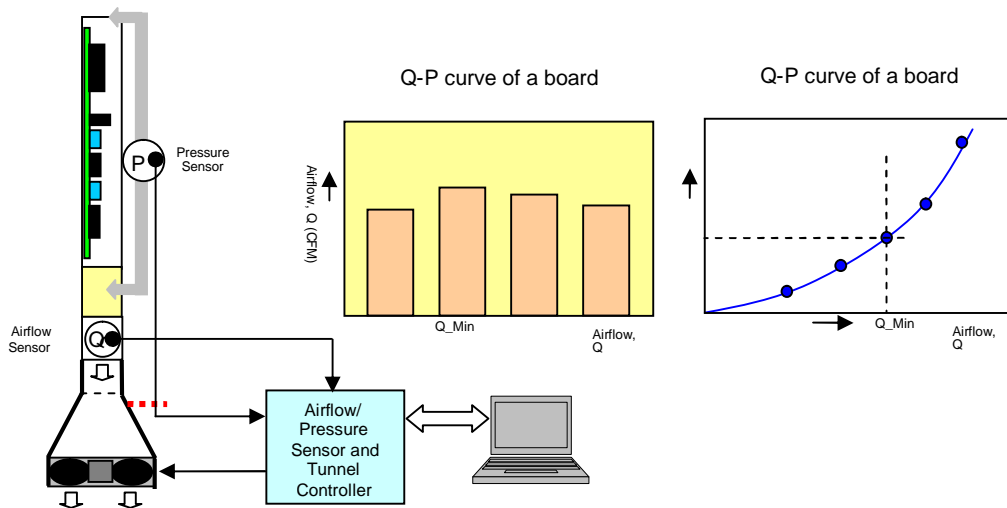 Q-P curve of a board
Q-P curve of a board
P
Pressure
Sensor
Airflow, Q (CFM)
Q_Min
Airflow,
Q
Q_Min
Airflow,
Q
Airflow
Sensor
Q
Airflow/
Pressure
Sensor and
Tunnel
Controller